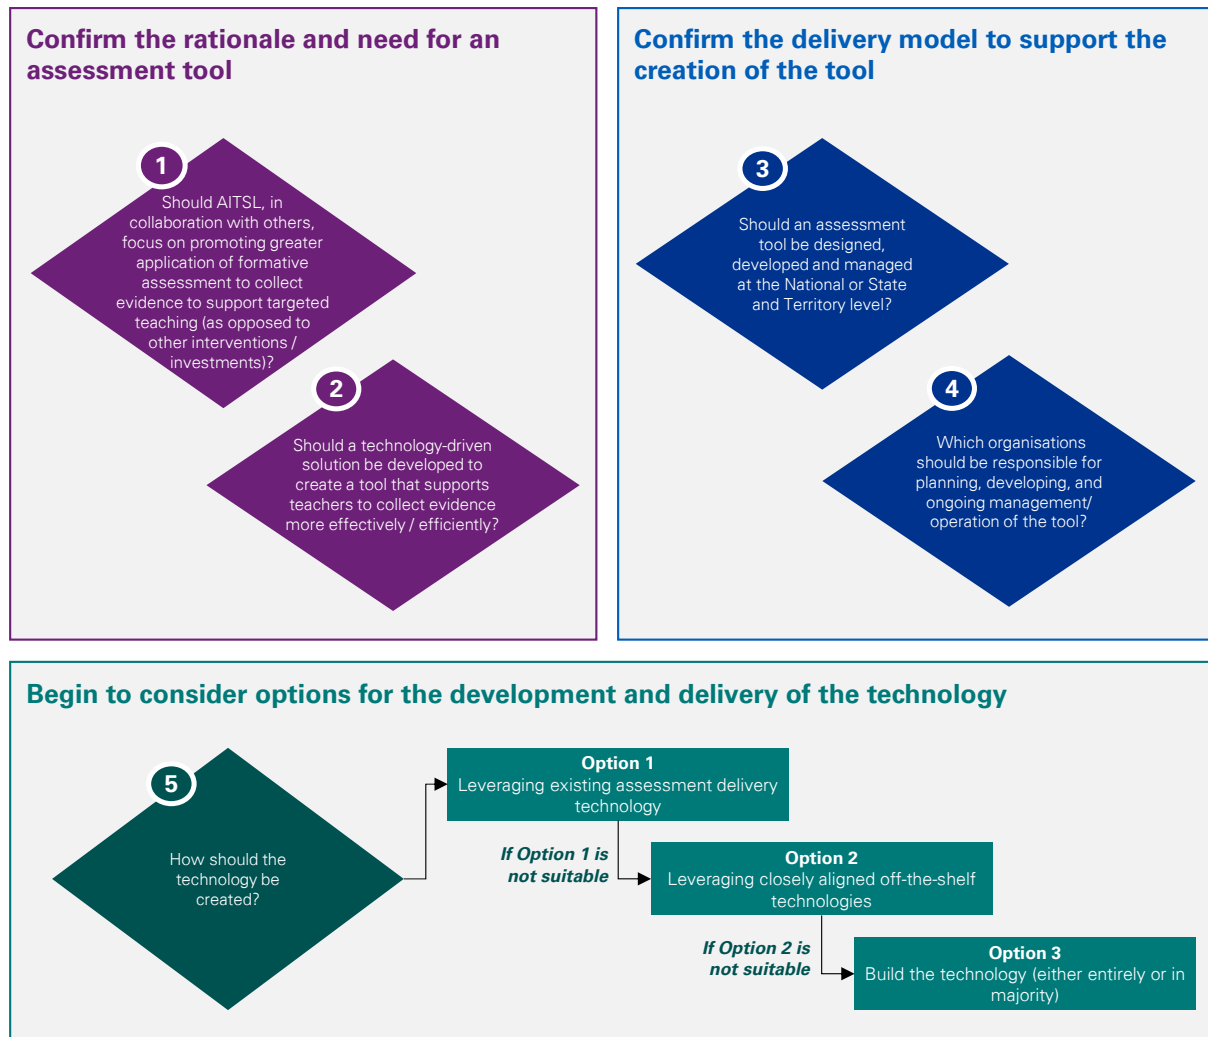 Confirm the rationale and need for an
assessment tool
1
Should AITSL, in
collaboration with others,
focus on promoting greater
application of formative
assessment to collect
evidence to support targeted
teaching (as opposed to
other interventions /
investments)?
2
Should a technology-driven
solution be developed to
create a tool that supports
teachers to collect evidence
more effectively / efficiently?
Confirm the delivery model to support the
creation of the tool
3
Should an assessment
tool be designed,
developed and managed
at the National or State
and Territory level?
4
Which organisations
should be responsible for
planning, developing, and
ongoing management/
operation of the tool?
Begin to consider options for the development and delivery of the technology
5
How should the
technology be
created?
Option 1
Leveraging existing assessment delivery
technology
If Option 1 is
not suitable
Option 2
Leveraging closely aligned off-the-shelf
technologies
If Option 2 is
not suitable
Option 3
Build the technology (either entirely or in
majority)